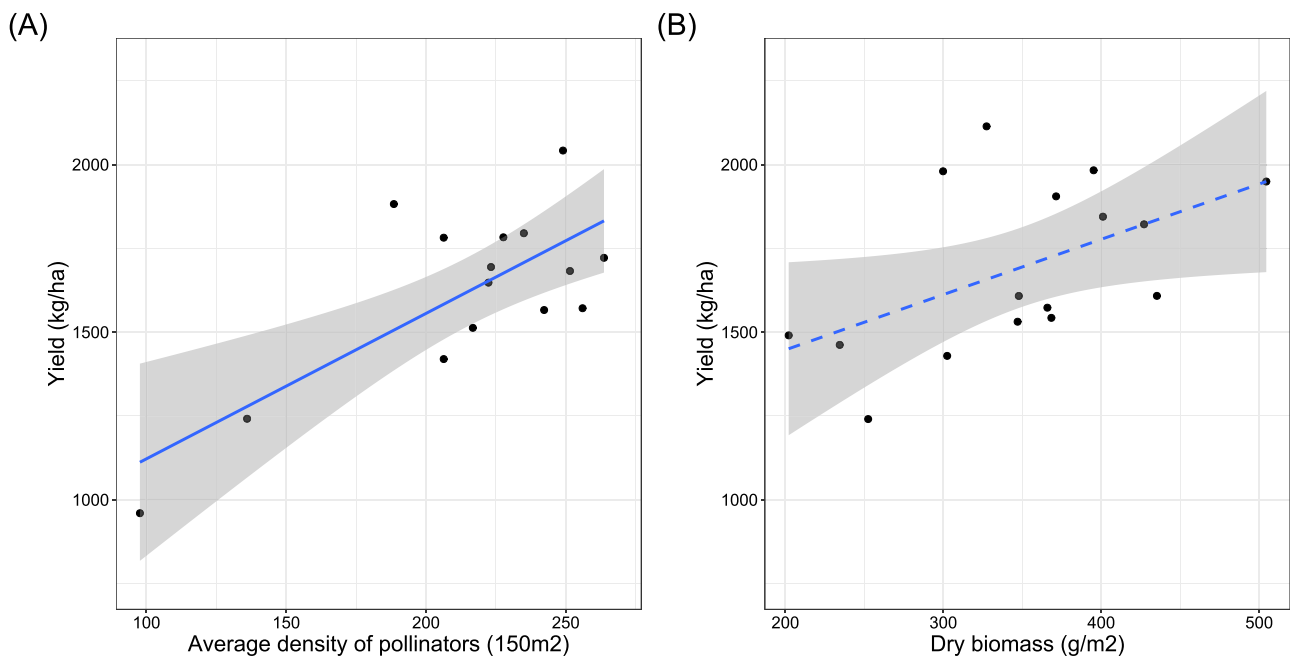 (A)
(B)
Yield (kg/ha)
2000
1500
1000
100
150
200
250
Average density of pollinators (150m2)
Yield (kg/ha)
2000
1500
1000
200
300
400
500
Dry biomass (g/m2)